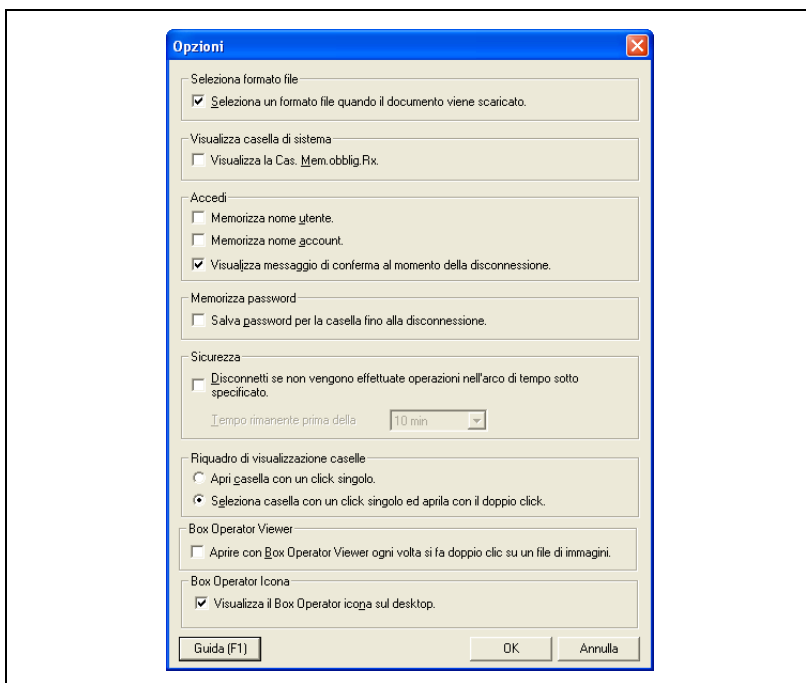 Opzioni
Seleziona formato file
Seleziona un formato file quando il documento viene scaricato.
Visualizza casella di sistema
Visualizza la Cas. Mem.obblig.Rx.
Accedi
Memorizza nome utente.
Memorizza nome account.
Visualizza messaggio di conferma al momento della disconnessione.
Memorizza password
Salva password per la casella fino alla disconnessione.
Sicurezza
Disconnetti se non vengono effettuate operazioni nell'arco di tempo sotto
specificato.
Tempo rimanente prima della 10 min
Riquadro di visualizzazione caselle
Apri casella con un click singolo.
Seleziona casella con un click singolo ed aprila con il doppio click.
Box Operator Viewer
Aprire con Box Operator Viewer ogni volta si fa doppio clic su un file di immagini.
Box Operator Icona
Visualizza il Box Operator icona sul desktop.
Guida (F1) OK Annulla